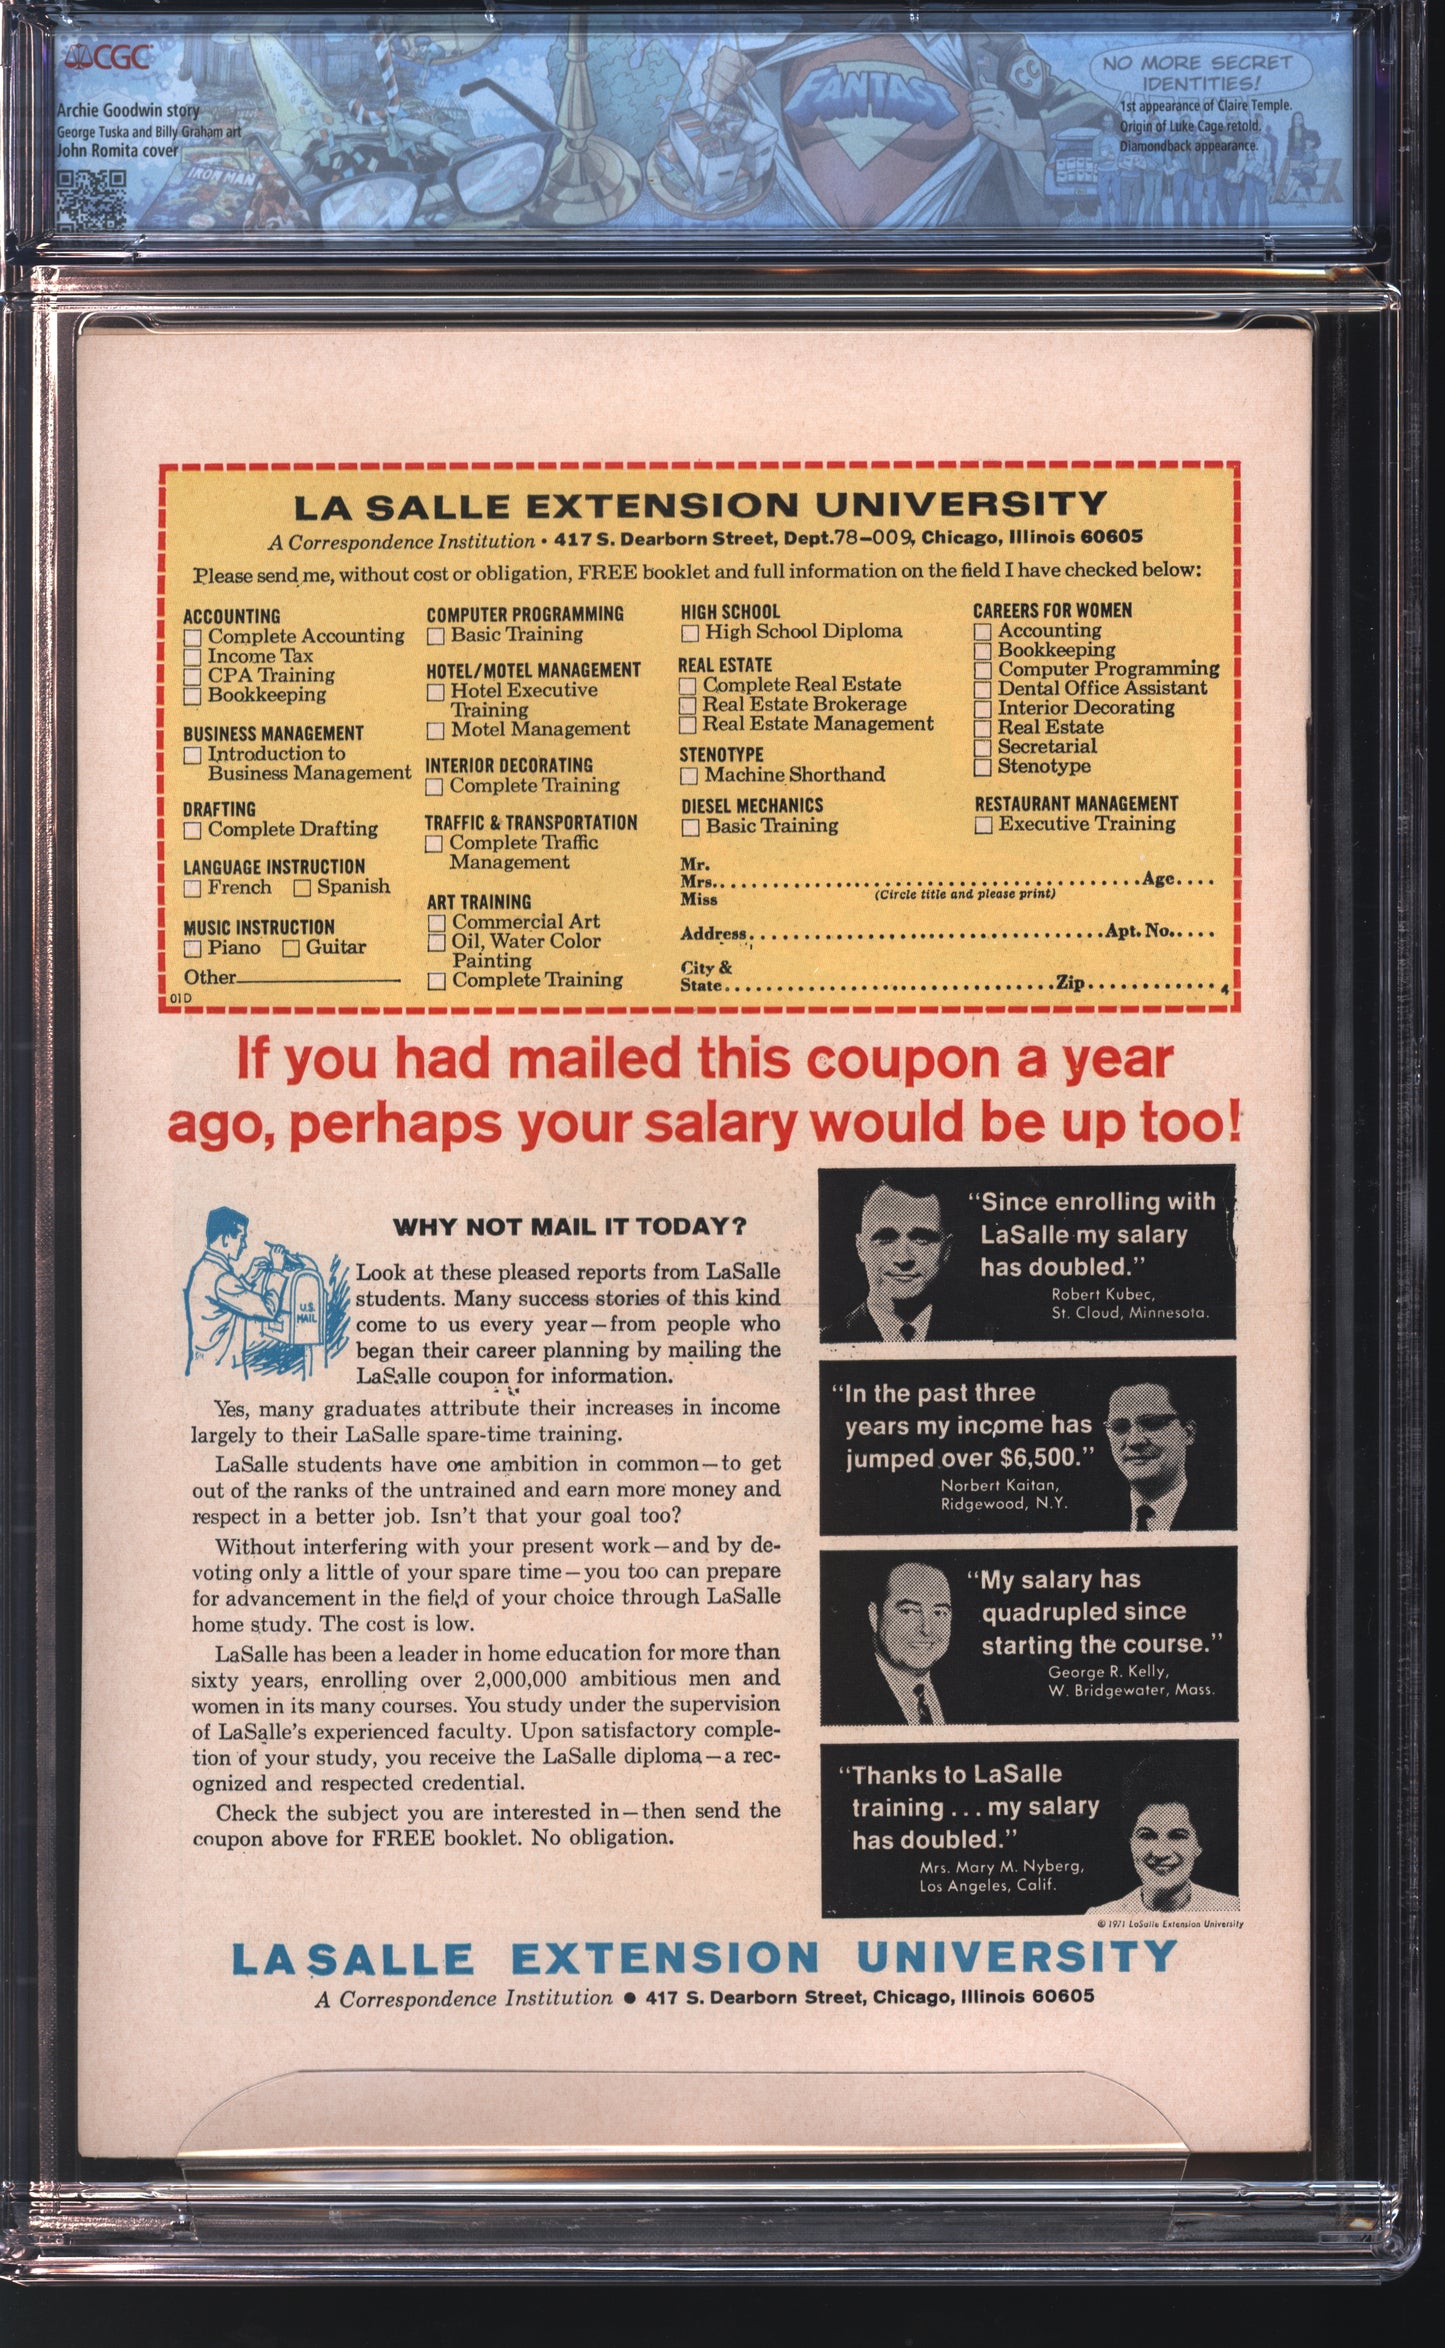 CGC
Archie Goodwin story
George Tuska and Billy Graham art
John Romita cover
IRON MAN
FANTAST
CC
NO MORE SECRET
IDENTITIES!
1st appearance of Claire Temple.
Origin of Luke Cage retold.
Diamondback appearance.
LA SALLE EXTENSION UNIVERSITY
A Correspondence Institution • 417 S. Dearborn Street, Dept.78-009, Chicago, Illinois 60605
Please send me, without cost or obligation, FREE booklet and full information on the field I have checked below:
ACCOUNTING
Complete Accounting
Income Tax
CPA Training
Bookkeeping
BUSINESS MANAGEMENT
Introduction to
Business Management
DRAFTING
Complete Drafting
LANGUAGE INSTRUCTION
French Spanish
MUSIC INSTRUCTION
Piano Guitar
Other
01D
COMPUTER PROGRAMMING
Basic Training
HOTEL/MOTEL MANAGEMENT
Hotel Executive
Training
Motel Management
INTERIOR DECORATING
Complete Training
TRAFFIC & TRANSPORTATION
Complete Traffic
Management
ART TRAINING
Commercial Art
Oil, Water Color
Painting
Complete Training
HIGH SCHOOL
High School Diploma
REAL ESTATE
Complete Real Estate
Real Estate Brokerage
Real Estate Management
STENOTYPE
Machine Shorthand
DIESEL MECHANICS
Basic Training
CAREERS FOR WOMEN
Accounting
Bookkeeping
Computer Programming
Dental Office Assistant
Interior Decorating
Real Estate
Secretarial
Stenotype
RESTAURANT MANAGEMENT
Executive Training
Mr.
Mrs. Age
Miss (Circle title and please print)
Address Apt. No.
City &
State Zip 4
If you had mailed this coupon a year
ago, perhaps your salary would be up too!
WHY NOT MAIL IT TODAY?
U.S.
MAIL
Look at these pleased reports from LaSalle
students. Many success stories of this kind
come to us every year—from people who
began their career planning by mailing the
LaSalle coupon for information.
Yes, many graduates attribute their increases in income
largely to their LaSalle spare-time training.
LaSalle students have one ambition in common—to get
out of the ranks of the untrained and earn more money and
respect in a better job. Isn't that your goal too?
Without interfering with your present work—and by de-
voting only a little of your spare time—you too can prepare
for advancement in the field of your choice through LaSalle
home study. The cost is low.
LaSalle has been a leader in home education for more than
sixty years, enrolling over 2,000,000 ambitious men and
women in its many courses. You study under the supervision
of LaSalle's experienced faculty. Upon satisfactory comple-
tion of your study, you receive the LaSalle diploma—a rec-
ognized and respected credential.
Check the subject you are interested in—then send the
coupon above for FREE booklet. No obligation.
"Since enrolling with
LaSalle my salary
has doubled."
Robert Kubec,
St. Cloud, Minnesota.
"In the past three
years my income has
jumped over $6,500."
Norbert Kaitan,
Ridgewood, N.Y.
"My salary has
quadrupled since
starting the course."
George R. Kelly,
W. Bridgewater, Mass.
"Thanks to LaSalle
training . . . my salary
has doubled."
Mrs. Mary M. Nyberg,
Los Angeles, Calif.
© 1971 LaSalle Extension University
LASALLE EXTENSION UNIVERSITY
A Correspondence Institution • 417 S. Dearborn Street, Chicago, Illinois 60605